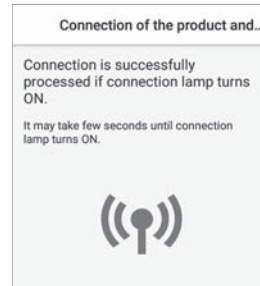 Connection of the product and..
Connection is successfully
processed if connection lamp turns
ON.
It may take few seconds until connection
lamp turns ON.